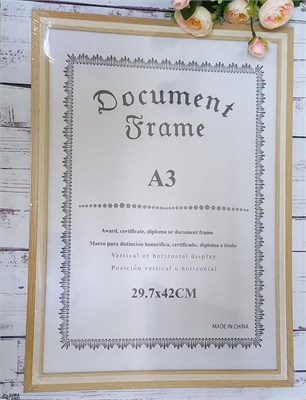 Document
Frame
A3
Award, certificate, diploma or document frame
Marco para distinción honorífica, certificado, diploma o título
Vertical or horizontal display
Posición vertical u horizontal
29.7x42CM
MADE IN CHINA